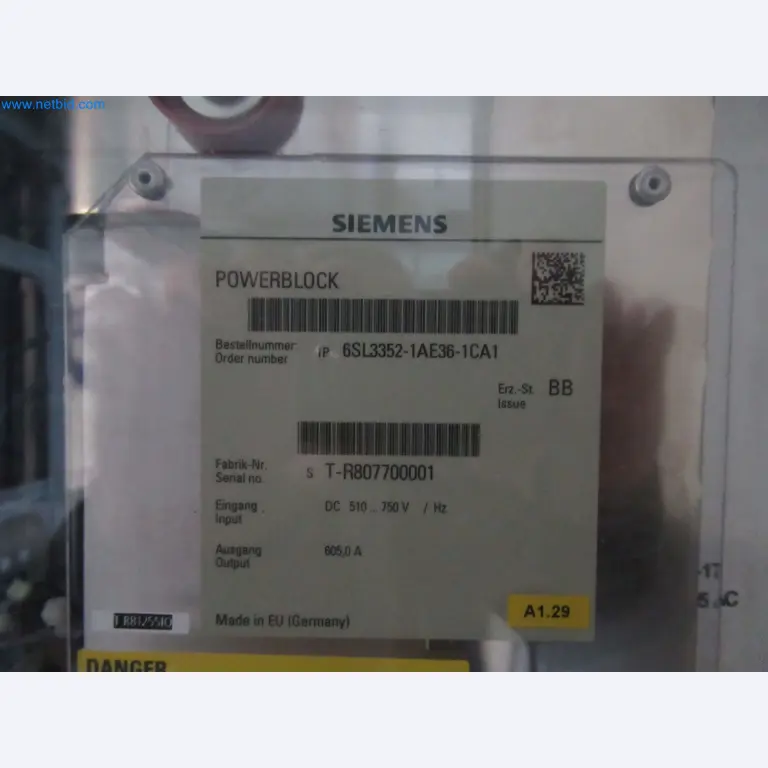 www.netbid.com
SIEMENS
POWERBLOCK
Bestellnummer
Order number
1P 6SL3352-1AE36-1CA1
Erz.-St.
Issue
BB
Fabrik-Nr.
Serial no.
S T-R807700001
Eingang
Input
DC 510 ... 750 V / Hz
Ausgang
Output
605,0 A
Made in EU (Germany)
A1.29
DANGER